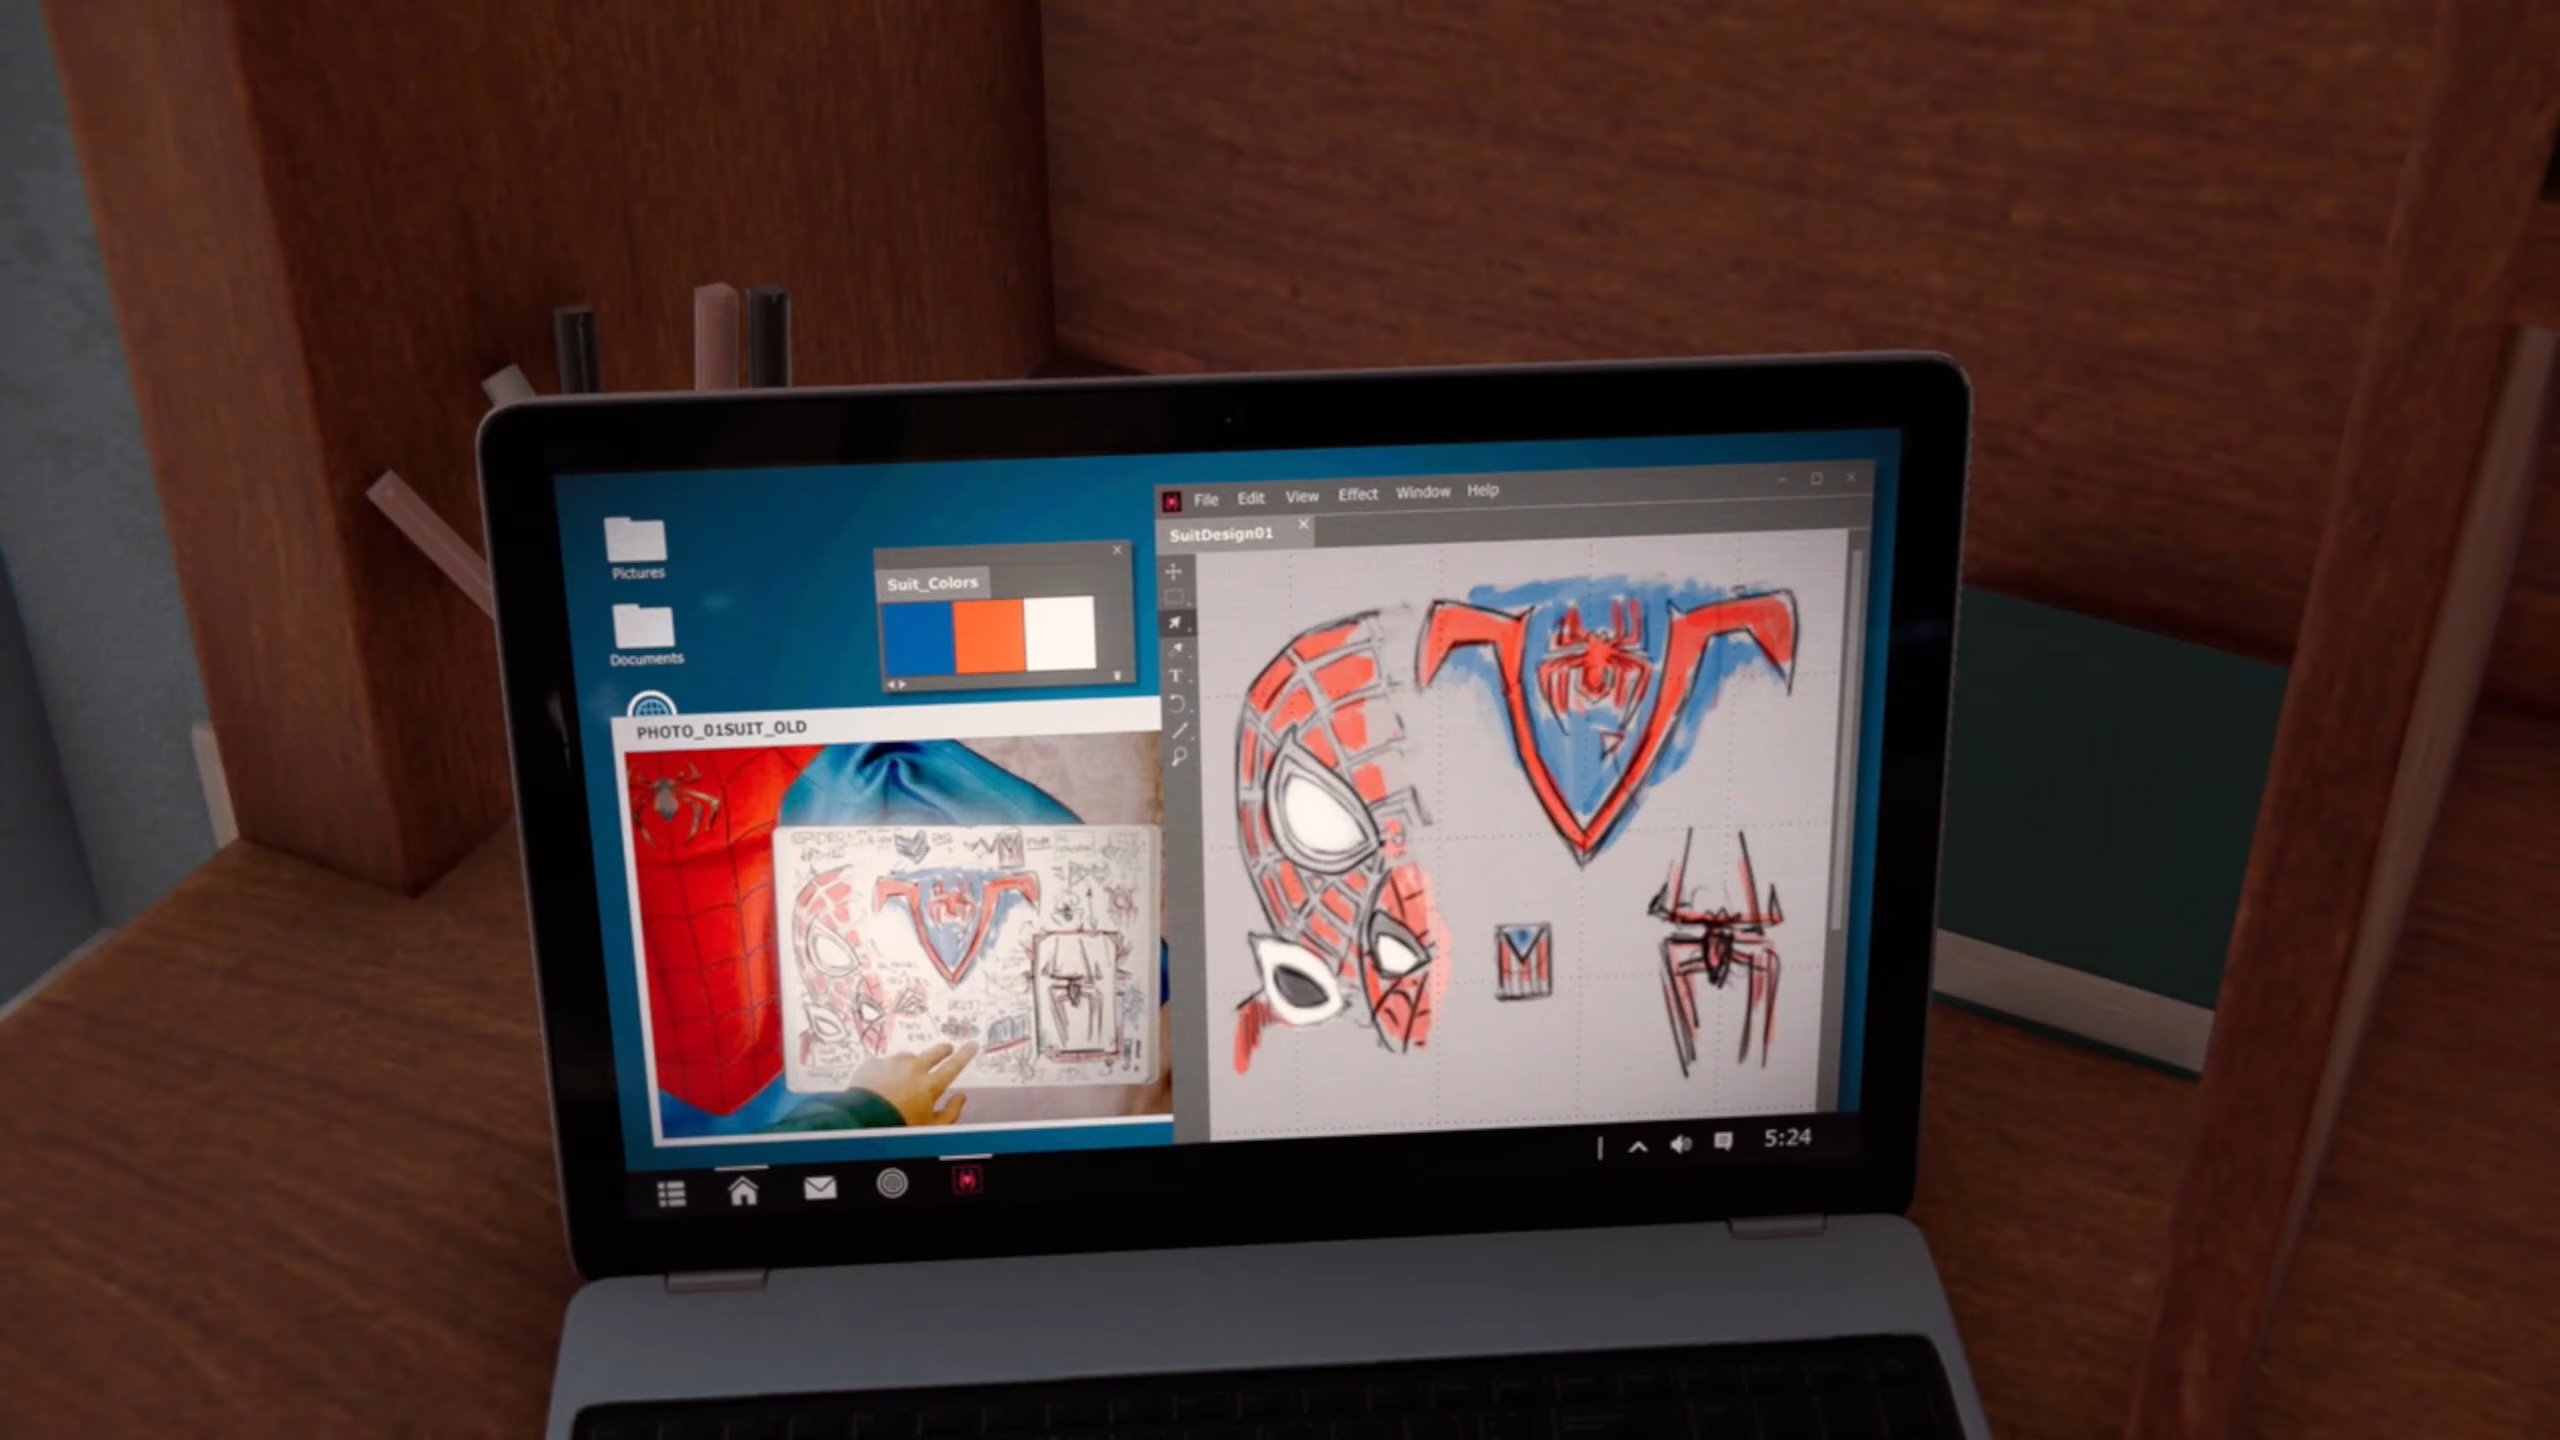 File Edit View Effect Window Help
SuitDesign01
Pictures
Suit_Colors
Documents
PHOTO_01SUIT_OLD
5:24